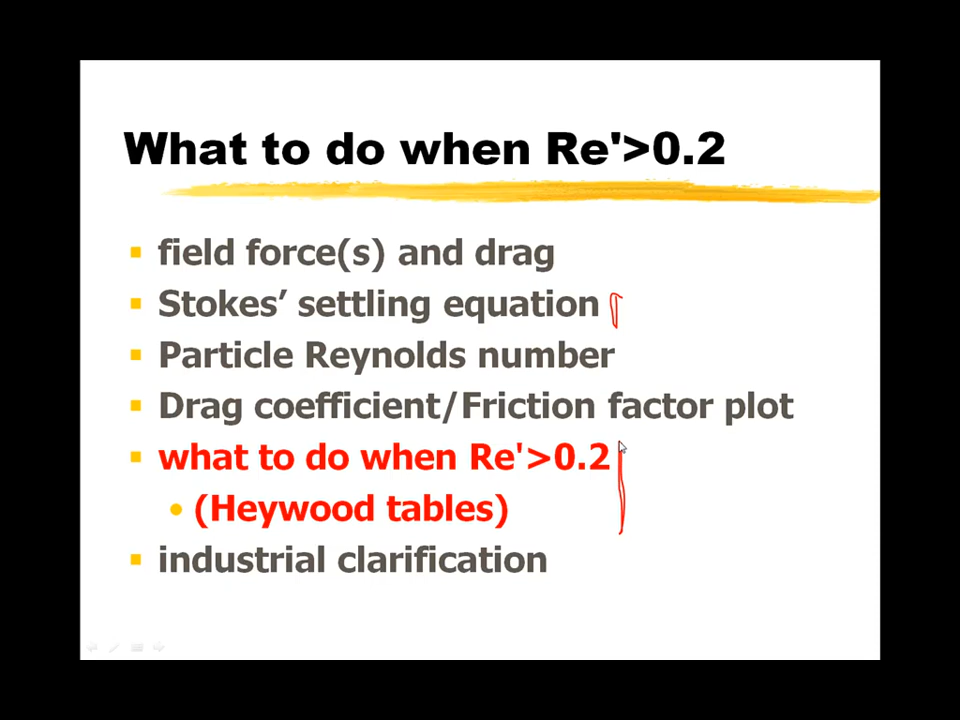 What to do when Re'>0.2
field force(s) and drag
Stokes’ settling equation
Particle Reynolds number
Drag coefficient/Friction factor plot
what to do when Re'>0.2
(Heywood tables)
industrial clarification